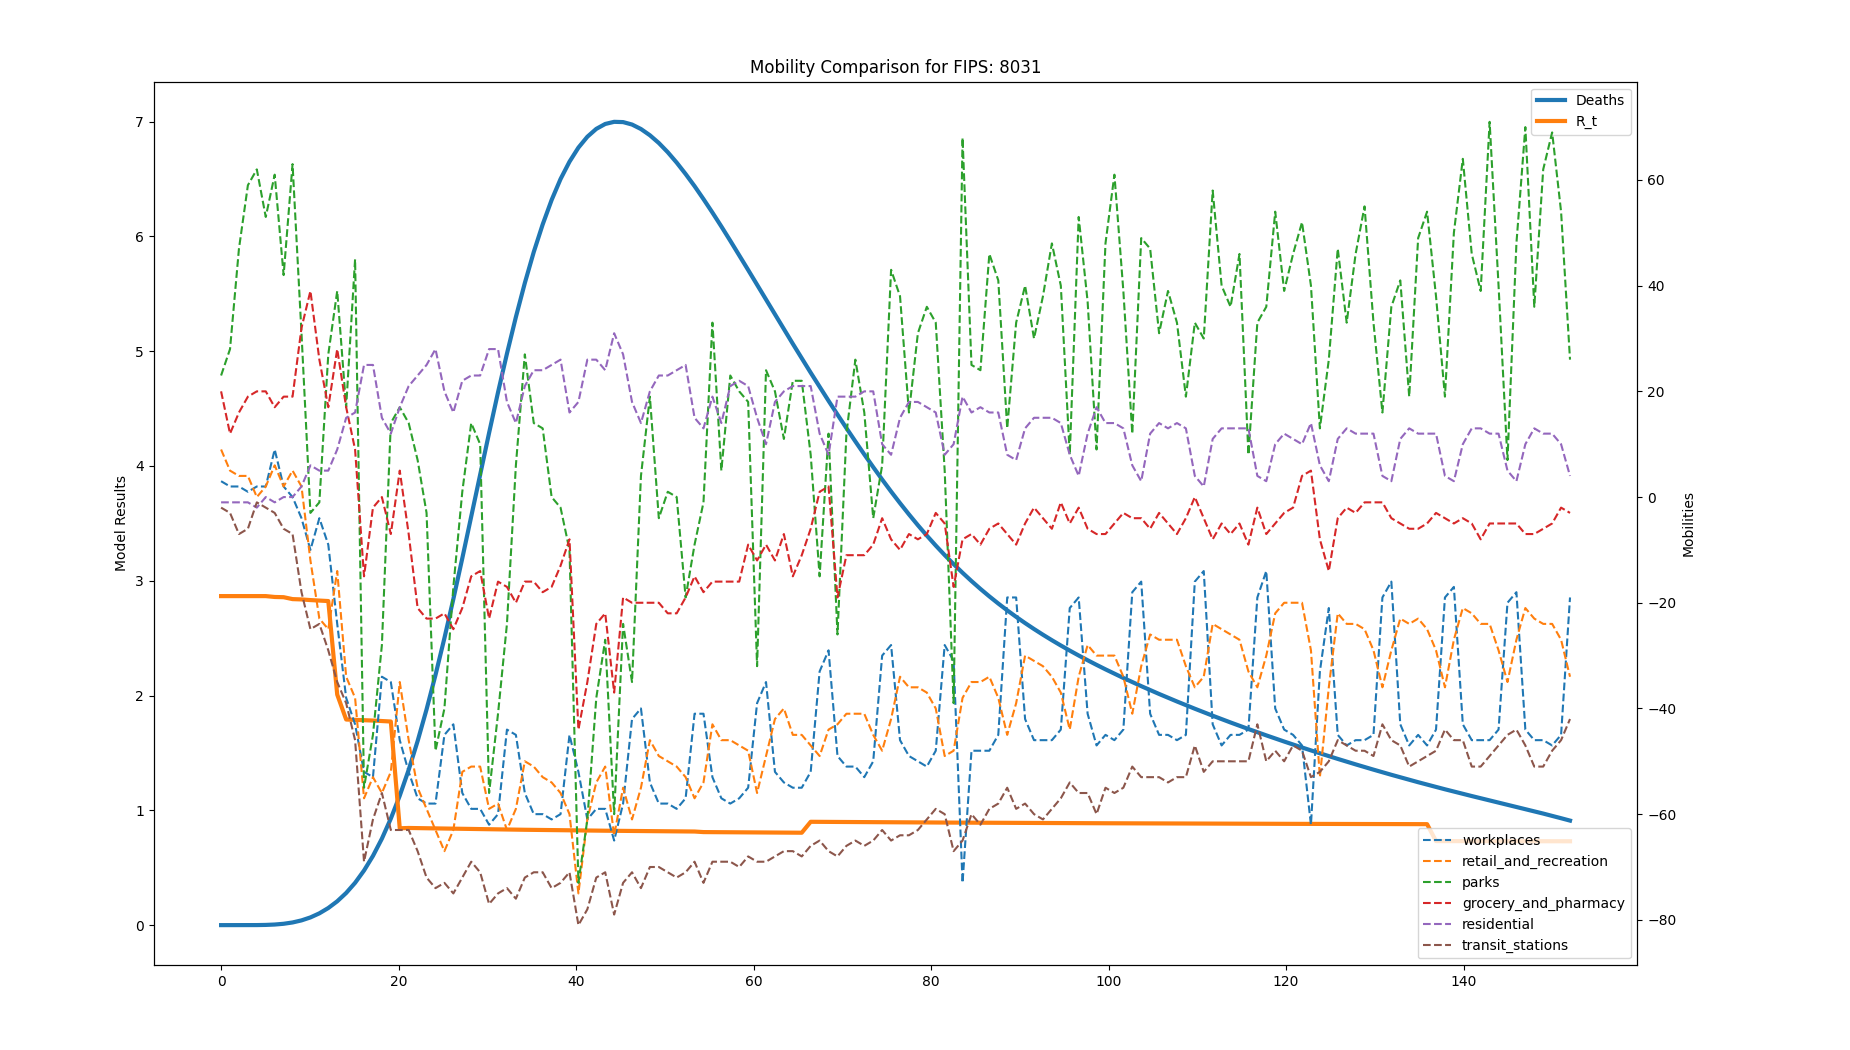 Mobility Comparison for FIPS: 8031
Deaths
R_t
7
6
5
4
3
2
1
0
Model Results
60
40
20
0
−20
−40
−60
−80
Mobilities
workplaces
retail_and_recreation
parks
grocery_and_pharmacy
residential
transit_stations
0 20 40 60 80 100 120 140